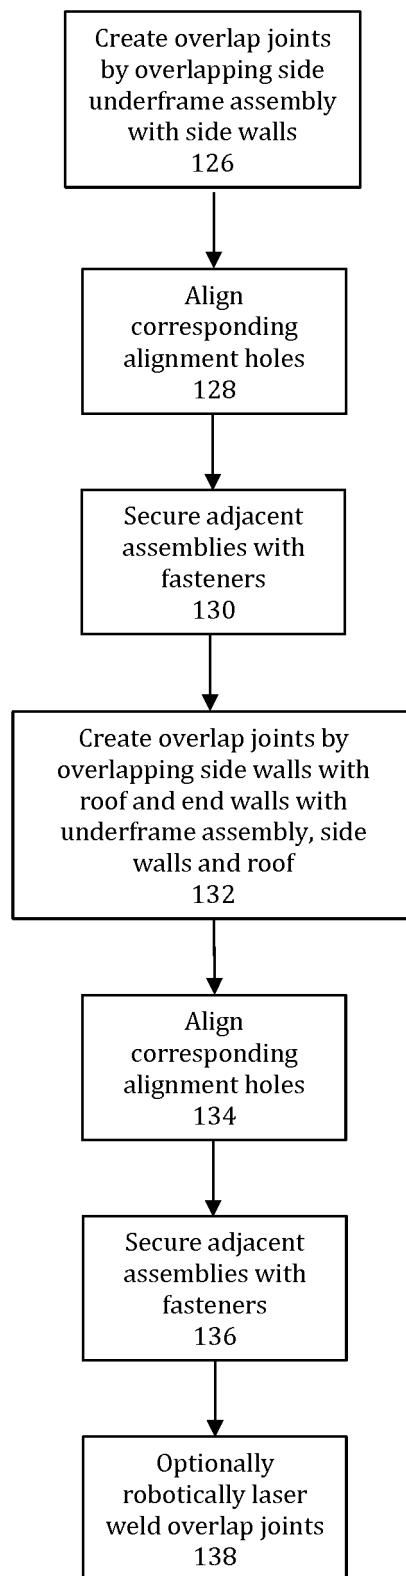 Create overlap joints
by overlapping side
underframe assembly
with side walls
126
Align
corresponding
alignment holes
128
Secure adjacent
assemblies with
fasteners
130
Create overlap joints by
overlapping side walls with
roof and end walls with
underframe assembly, side
walls and roof
132
Align
corresponding
alignment holes
134
Secure adjacent
assemblies with
fasteners
136
Optionally
robotically laser
weld overlap joints
138